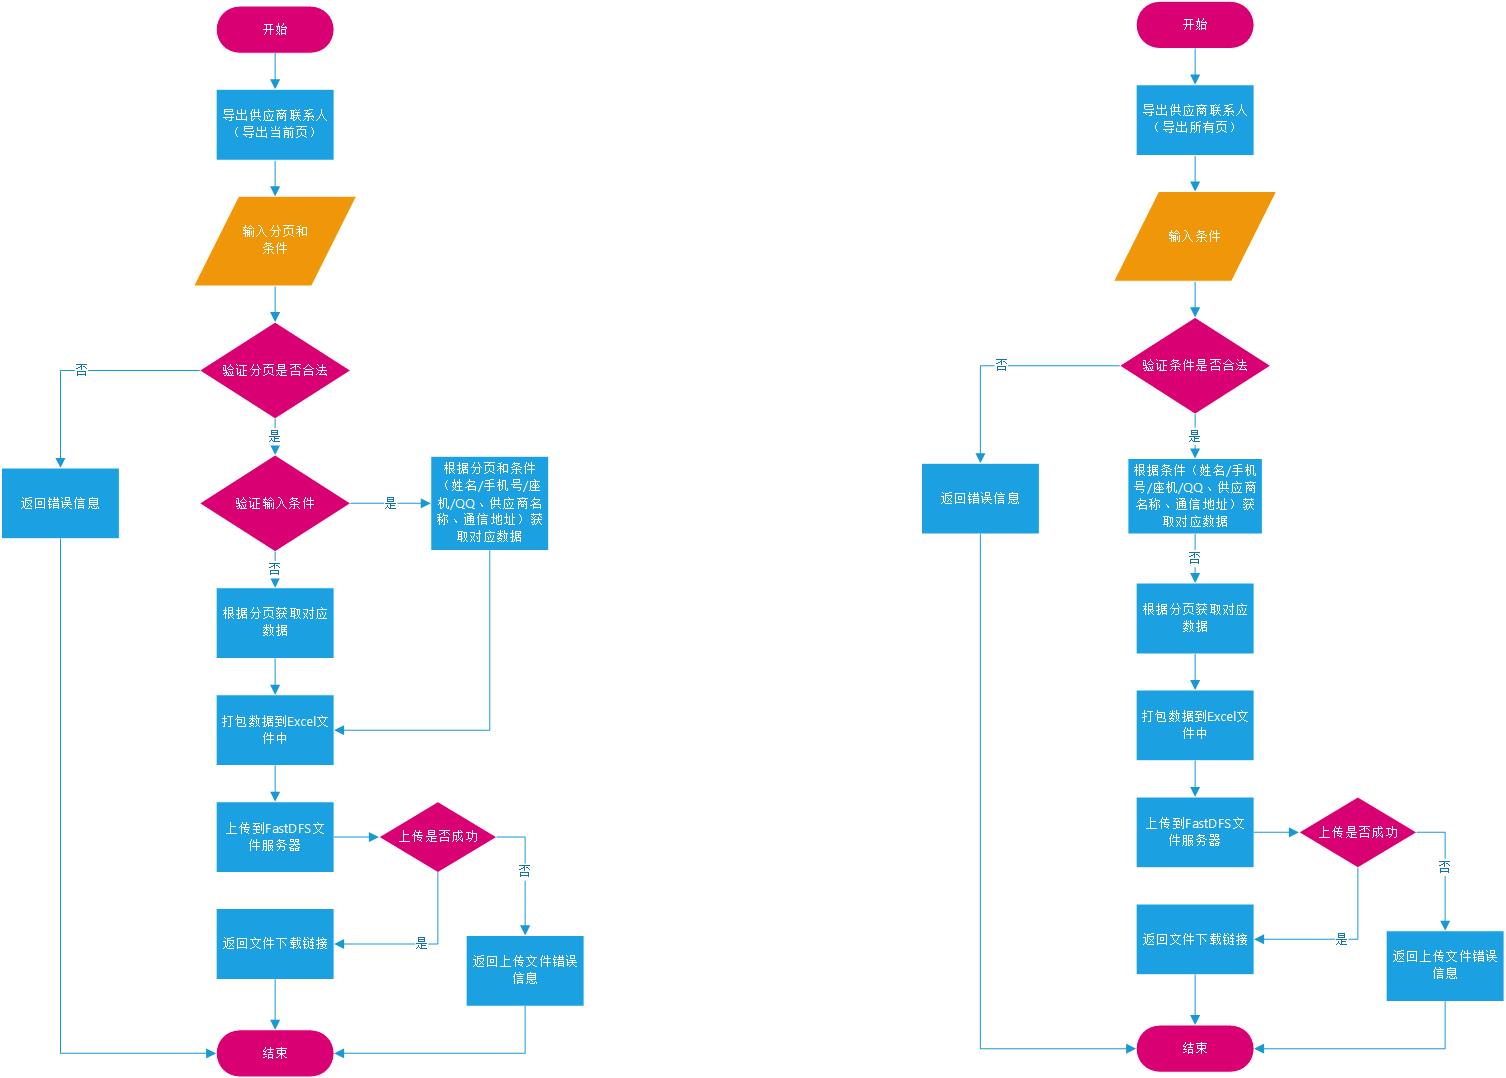 开始
导出供应商联系人
（导出当前页）
输入分页和
条件
验证分页是否合法
否
是
返回错误信息
验证输入条件
是
根据分页和条件
（姓名/手机号/座
机/QQ、供应商名
称、通信地址）获
取对应数据
否
根据分页获取对应
数据
打包数据到Excel文
件中
上传到FastDFS文
件服务器
上传是否成功
否
是
返回文件下载链接
返回上传文件错误
信息
结束
开始
导出供应商联系人
（导出所有页）
输入条件
验证条件是否合法
否
是
返回错误信息
根据条件（姓名/手机
号/座机/QQ、供应商
名称、通信地址）获
取对应数据
否
根据分页获取对应
数据
打包数据到Excel文
件中
上传到FastDFS文
件服务器
上传是否成功
否
是
返回文件下载链接
返回上传文件错误
信息
结束